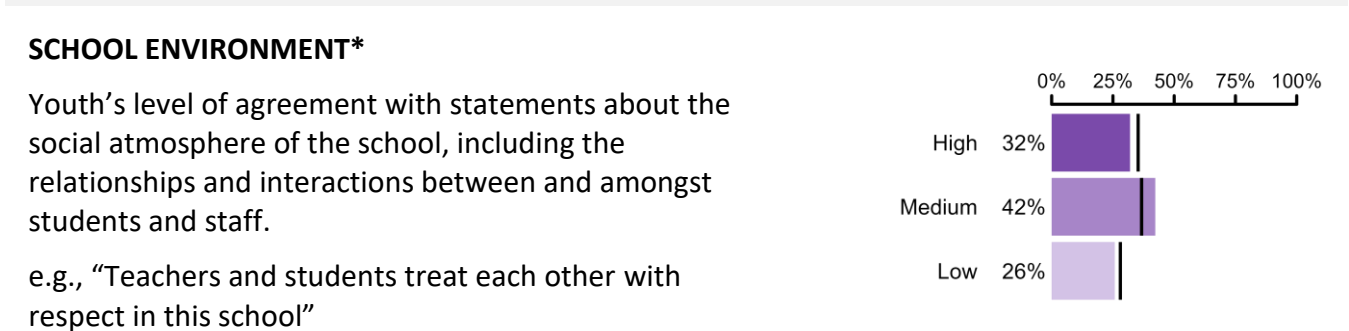 SCHOOL ENVIRONMENT*
Youth’s level of agreement with statements about the
social atmosphere of the school, including the
relationships and interactions between and amongst
students and staff.
e.g., “Teachers and students treat each other with
respect in this school”
0% 25% 50% 75% 100%
High 32%
Medium 42%
Low 26%